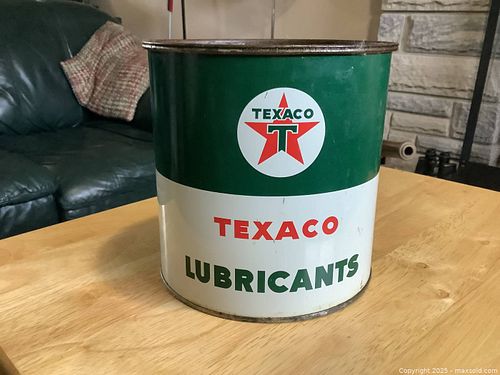 TEXACO
T
TEXACO
LUBRICANTS
Copyright 2025 - maxsold.com